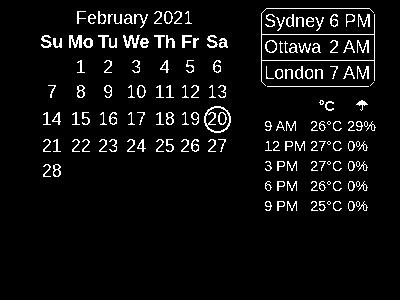 February 2021
Su Mo Tu We Th Fr Sa
1 2 3 4 5 6
7 8 9 10 11 12 13
14 15 16 17 18 19 20
21 22 23 24 25 26 27
28
Sydney 6 PM
Ottawa 2 AM
London 7 AM
°C ☂
9 AM 26°C 29%
12 PM 27°C 0%
3 PM 27°C 0%
6 PM 26°C 0%
9 PM 25°C 0%